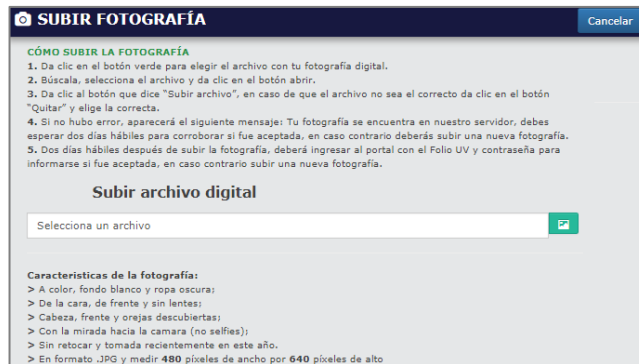 SUBIR FOTOGRAFÍA
Cancelar
CÓMO SUBIR LA FOTOGRAFÍA
1. Da clic en el botón verde para elegir el archivo con tu fotografía digital.
2. Búscala, selecciona el archivo y da clic en el botón abrir.
3. Da clic al botón que dice "Subir archivo", en caso de que el archivo no sea el correcto da clic en el botón
"Quitar" y elige la correcta.
4. Si no hubo error, aparecerá el siguiente mensaje: Tu fotografía se encuentra en nuestro servidor, debes
esperar dos días hábiles para corroborar si fue aceptada, en caso contrario deberás subir una nueva fotografía.
5. Dos días hábiles después de subir la fotografía, deberá ingresar al portal con el Folio UV y contraseña para
informarse si fue aceptada, en caso contrario subir una nueva fotografía.
Subir archivo digital
Selecciona un archivo
Caracteristicas de la fotografía:
> A color, fondo blanco y ropa oscura;
> De la cara, de frente y sin lentes;
> Cabeza, frente y orejas descubiertas;
> Con la mirada hacia la camara (no selfies);
> Sin retocar y tomada recientemente en este año.
> En formato .JPG y medir 480 píxeles de ancho por 640 píxeles de alto